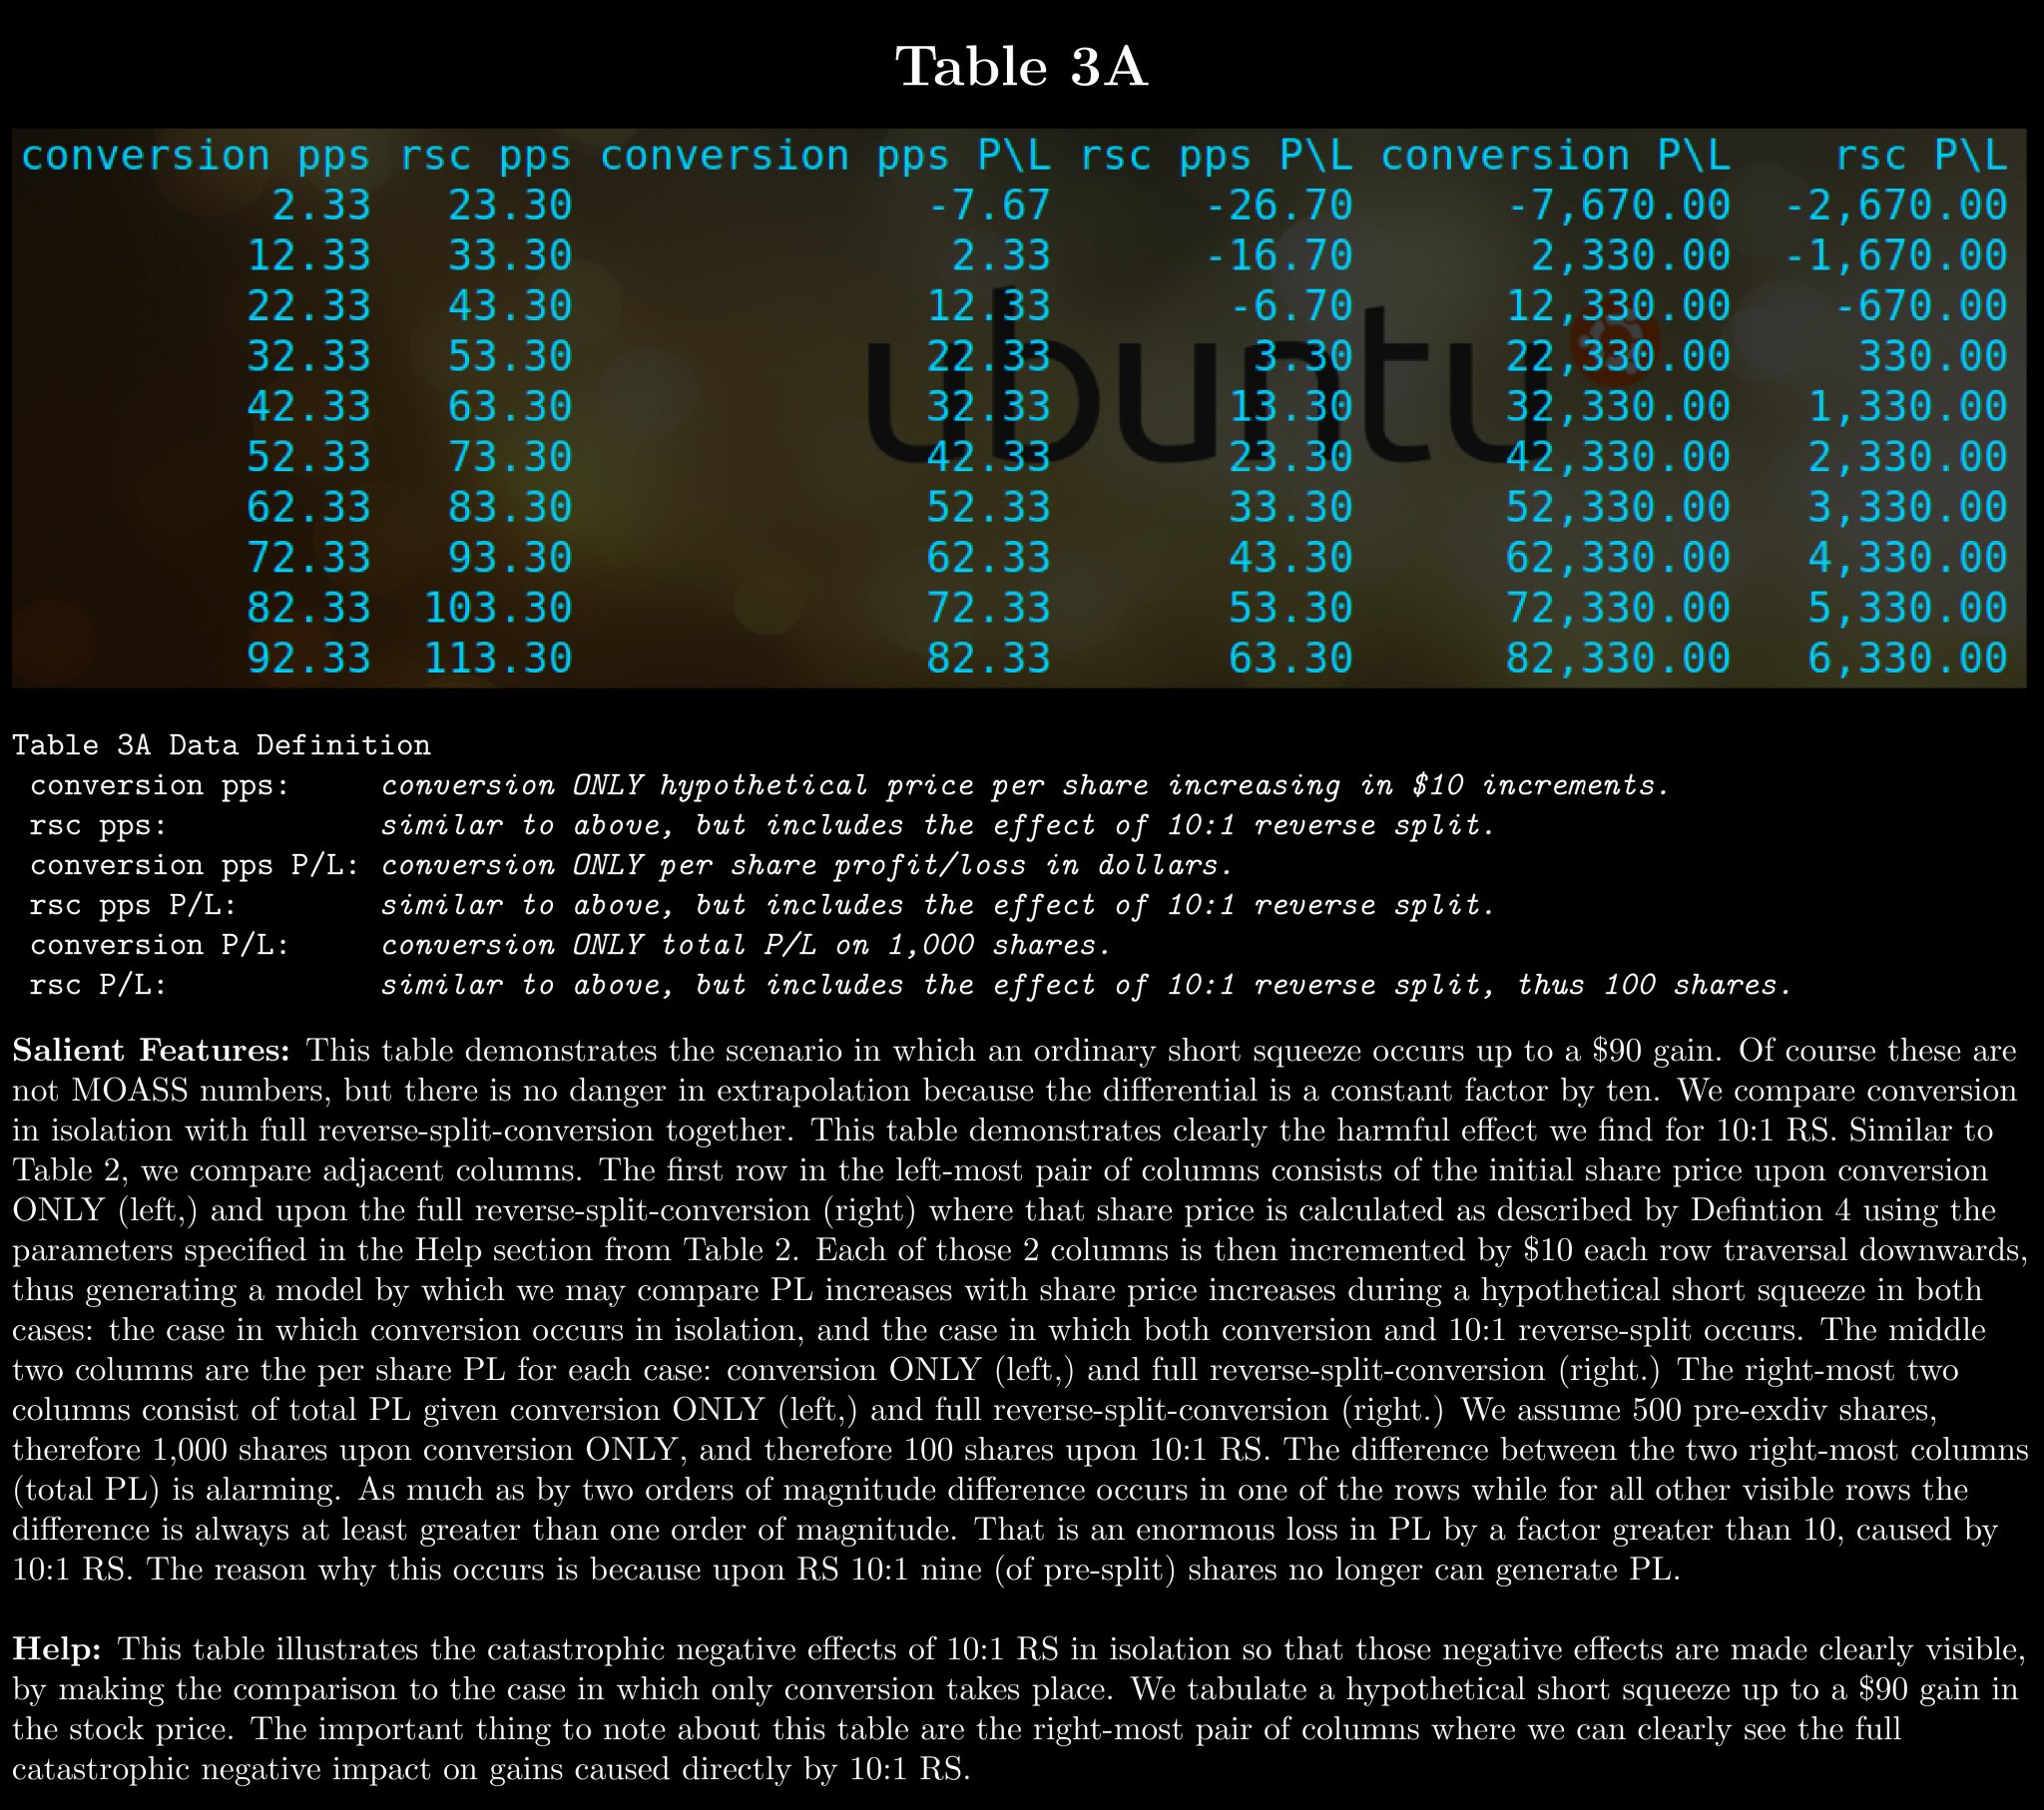 Table 3A
conversion pps rsc pps conversion pps P\L rsc pps P\L conversion P\L rsc P\L
2.33 23.30 -7.67 -26.70 -7,670.00 -2,670.00
12.33 33.30 2.33 -16.70 2,330.00 -1,670.00
22.33 43.30 12.33 -6.70 12,330.00 -670.00
32.33 53.30 22.33 3.30 22,330.00 330.00
42.33 63.30 32.33 13.30 32,330.00 1,330.00
52.33 73.30 42.33 23.30 42,330.00 2,330.00
62.33 83.30 52.33 33.30 52,330.00 3,330.00
72.33 93.30 62.33 43.30 62,330.00 4,330.00
82.33 103.30 72.33 53.30 72,330.00 5,330.00
92.33 113.30 82.33 63.30 82,330.00 6,330.00
ubuntu
Table 3A Data Definition
conversion pps: conversion ONLY hypothetical price per share increasing in $10 increments.
rsc pps: similar to above, but includes the effect of 10:1 reverse split.
conversion pps P/L: conversion ONLY per share profit/loss in dollars.
rsc pps P/L: similar to above, but includes the effect of 10:1 reverse split.
conversion P/L: conversion ONLY total P/L on 1,000 shares.
rsc P/L: similar to above, but includes the effect of 10:1 reverse split, thus 100 shares.
Salient Features: This table demonstrates the scenario in which an ordinary short squeeze occurs up to a $90 gain. Of course these are
not MOASS numbers, but there is no danger in extrapolation because the differential is a constant factor by ten. We compare conversion
in isolation with full reverse-split-conversion together. This table demonstrates clearly the harmful effect we find for 10:1 RS. Similar to
Table 2, we compare adjacent columns. The first row in the left-most pair of columns consists of the initial share price upon conversion
ONLY (left,) and upon the full reverse-split-conversion (right) where that share price is calculated as described by Defintion 4 using the
parameters specified in the Help section from Table 2. Each of those 2 columns is then incremented by $10 each row traversal downwards,
thus generating a model by which we may compare PL increases with share price increases during a hypothetical short squeeze in both
cases: the case in which conversion occurs in isolation, and the case in which both conversion and 10:1 reverse-split occurs. The middle
two columns are the per share PL for each case: conversion ONLY (left,) and full reverse-split-conversion (right.) The right-most two
columns consist of total PL given conversion ONLY (left,) and full reverse-split-conversion (right.) We assume 500 pre-exdiv shares,
therefore 1,000 shares upon conversion ONLY, and therefore 100 shares upon 10:1 RS. The difference between the two right-most columns
(total PL) is alarming. As much as by two orders of magnitude difference occurs in one of the rows while for all other visible rows the
difference is always at least greater than one order of magnitude. That is an enormous loss in PL by a factor greater than 10, caused by
10:1 RS. The reason why this occurs is because upon RS 10:1 nine (of pre-split) shares no longer can generate PL.
Help: This table illustrates the catastrophic negative effects of 10:1 RS in isolation so that those negative effects are made clearly visible,
by making the comparison to the case in which only conversion takes place. We tabulate a hypothetical short squeeze up to a $90 gain in
the stock price. The important thing to note about this table are the right-most pair of columns where we can clearly see the full
catastrophic negative impact on gains caused directly by 10:1 RS.